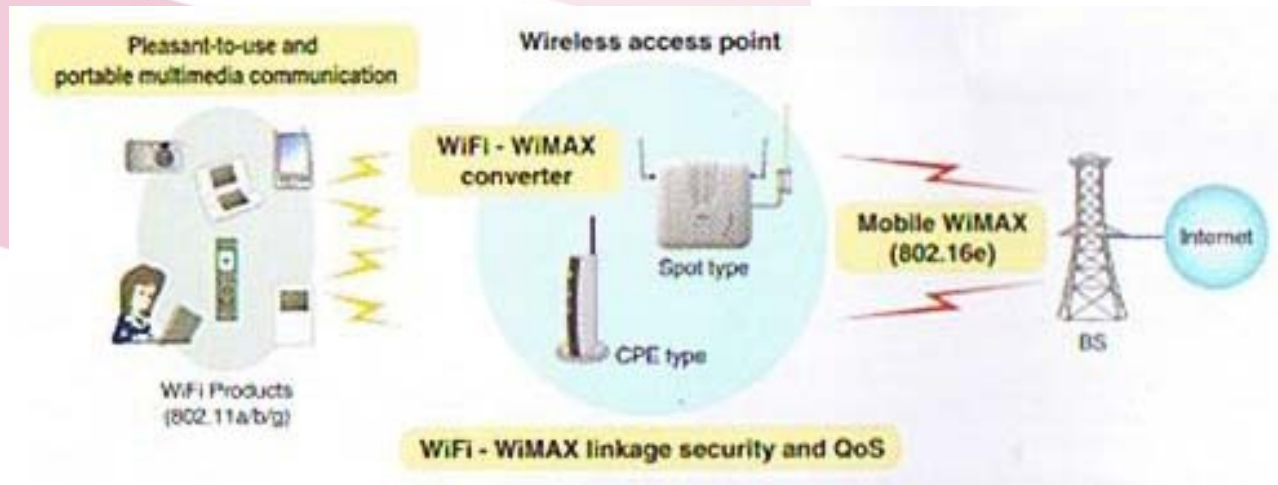 Pleasant-to-use and
portable multimedia communication
Wireless access point
WiFi - WiMAX
converter
Spot type
CPE type
Mobile WiMAX
(802.16e)
Internet
BS
WiFi Products
(802.11a/b/g)
WiFi - WiMAX linkage security and QoS